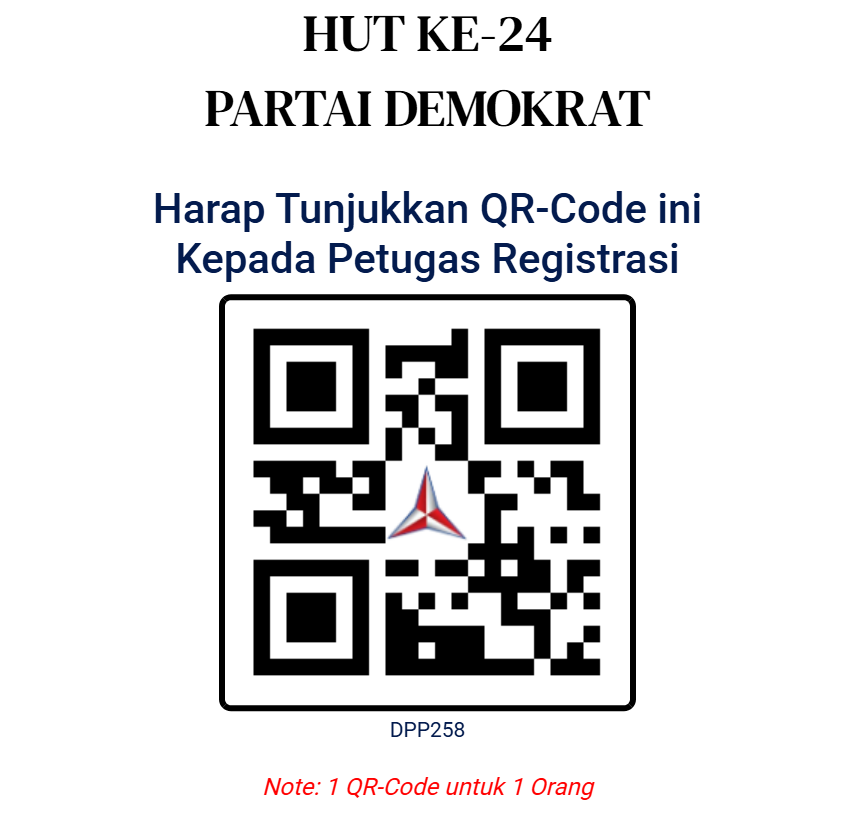 HUT KE-24
PARTAI DEMOKRAT
Harap Tunjukkan QR-Code ini
Kepada Petugas Registrasi
DPP258
Note: 1 QR-Code untuk 1 Orang